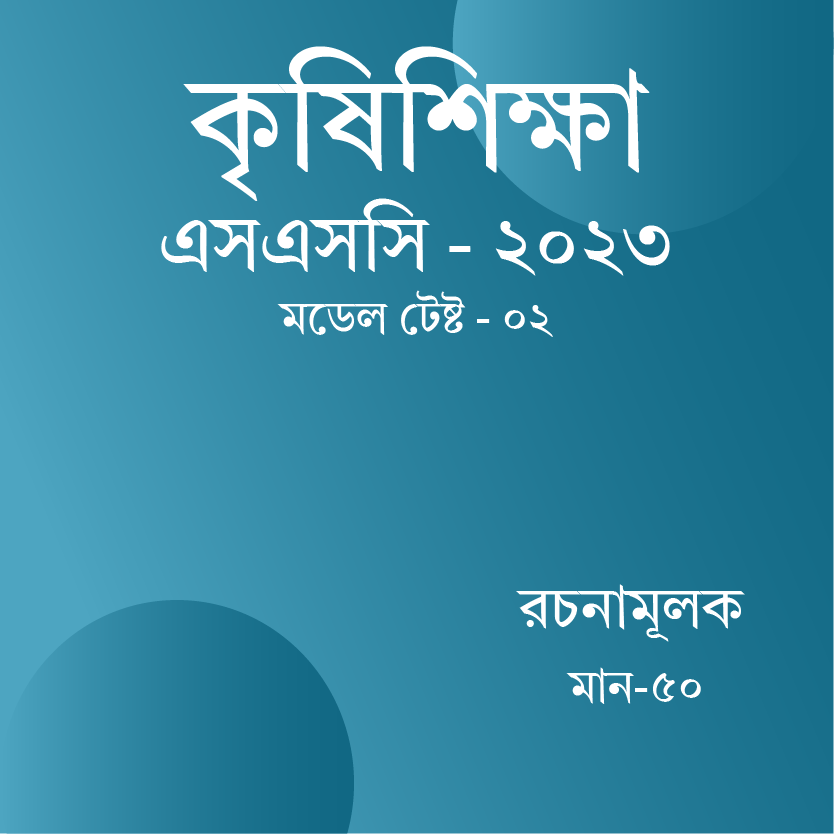 কৃষিশিক্ষা
এসএসসি - ২০২৩
মডেল টেষ্ট - ০২
রচনামূলক
মান-৫০